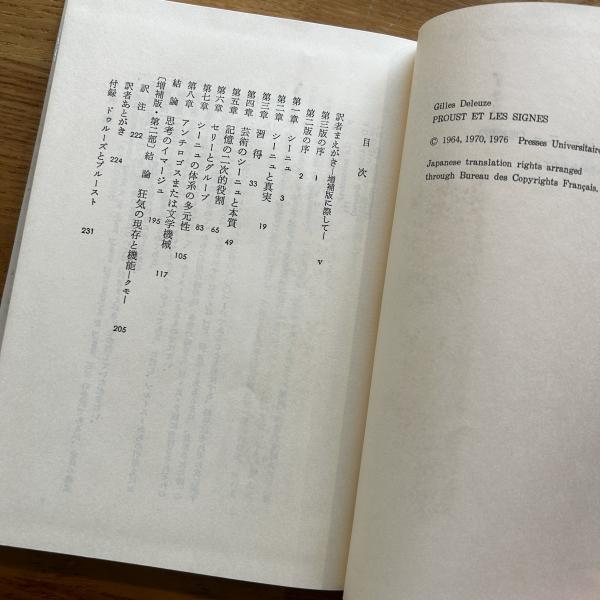 Gilles Deleuze
PROUST ET LES SIGNES
© 1964, 1970, 1976 Presses Universitaire
Japanese translation rights arranged
through Bureau des Copyrights Français.
目次
訳者まえがき—増補版に際して— v
第三版の序 1
第二版の序 2
第一章 シーニュ 3
第二章 シーニュと真実 19
第三章 習得 33
第四章 芸術のシーニュと本質 49
第五章 記憶の二次的役割 65
第六章 セリーとグループ 83
第七章 シーニュの体系の多元性 105
第八章 アンチロゴスまたは文学機械 117
結論 思考のイマージュ 195
〔増補版・第二部〕結論 狂気の現存と機能—クモ— 205
訳注 222
訳者あとがき 224
付録 ドゥルーズとプルースト 231